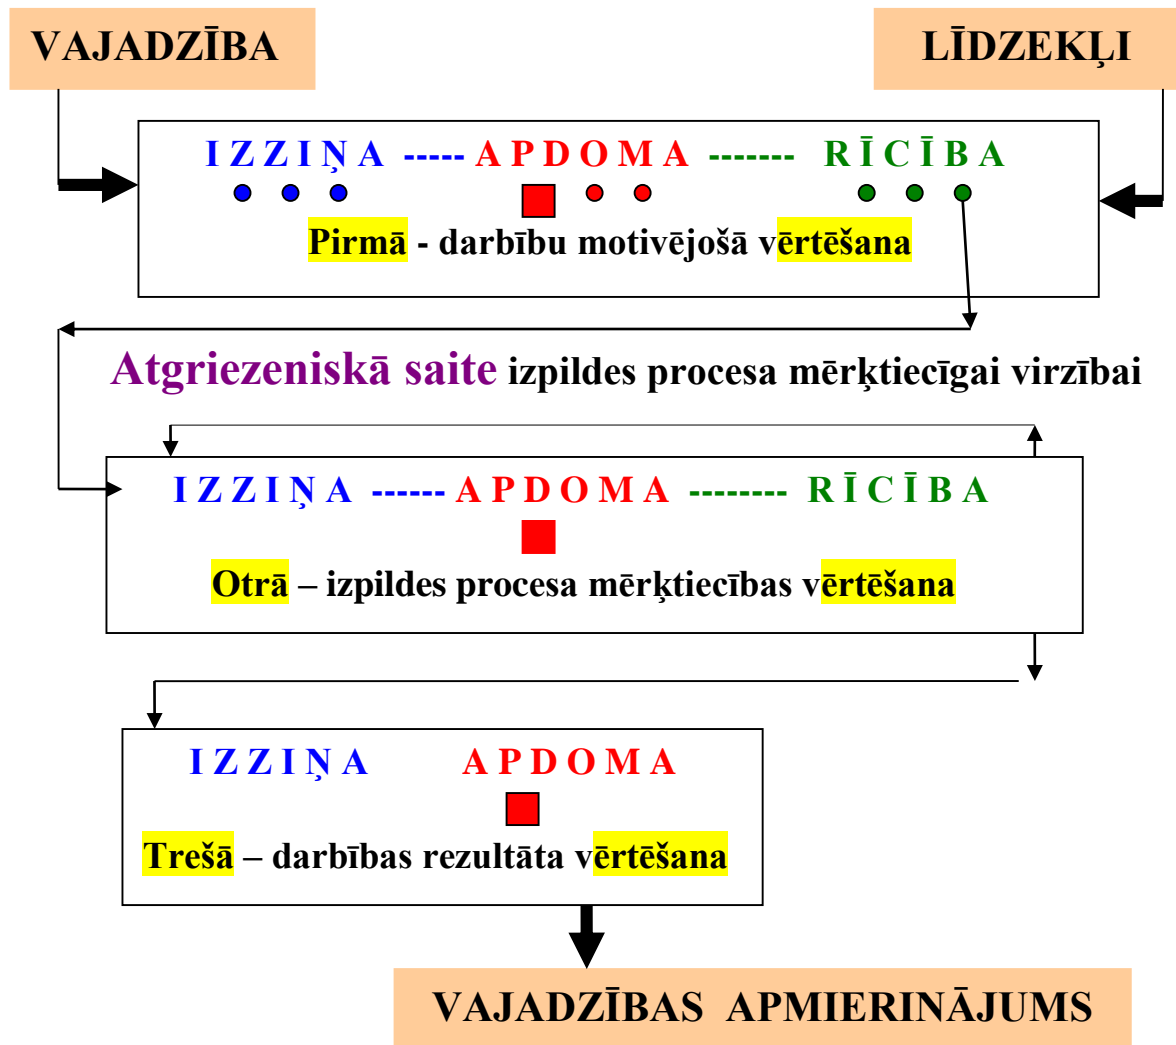 VAJADZĪBA
LĪDZEKĻI
I Z Z I Ņ A ----- A P D O M A ------- R Ī C Ī B A
Pirmā - darbību motivējošā vērtēšana
Atgriezeniskā saite izpildes procesa mērķtiecīgai virzībai
I Z Z I Ņ A ------ A P D O M A -------- R Ī C Ī B A
Otrā – izpildes procesa mērķtiecības vērtēšana
I Z Z I Ņ A A P D O M A
Trešā – darbības rezultāta vērtēšana
VAJADZĪBAS APMIERINĀJUMS